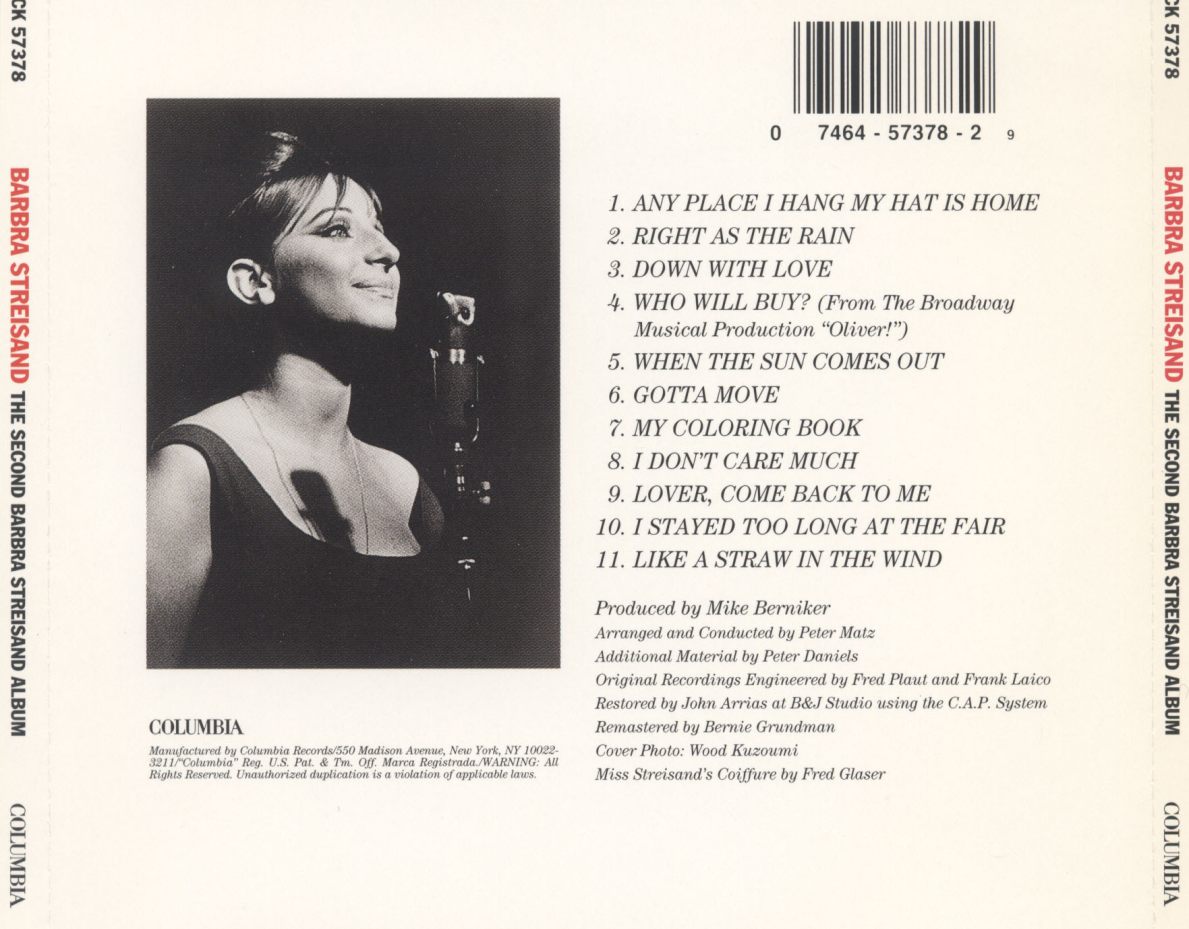 CK 57378
BARBRA STREISAND THE SECOND BARBRA STREISAND ALBUM
COLUMBIA
0 7464 - 57378 - 2 9
1. ANY PLACE I HANG MY HAT IS HOME
2. RIGHT AS THE RAIN
3. DOWN WITH LOVE
4. WHO WILL BUY? (From The Broadway
Musical Production “Oliver!”)
5. WHEN THE SUN COMES OUT
6. GOTTA MOVE
7. MY COLORING BOOK
8. I DON'T CARE MUCH
9. LOVER, COME BACK TO ME
10. I STAYED TOO LONG AT THE FAIR
11. LIKE A STRAW IN THE WIND
Produced by Mike Berniker
Arranged and Conducted by Peter Matz
Additional Material by Peter Daniels
Original Recordings Engineered by Fred Plaut and Frank Laico
Restored by John Arrias at B&J Studio using the C.A.P. System
Remastered by Bernie Grundman
Cover Photo: Wood Kuzoumi
Miss Streisand's Coiffure by Fred Glaser
COLUMBIA
Manufactured by Columbia Records/550 Madison Avenue, New York, NY 10022-
3211/“Columbia” Reg. U.S. Pat. & Tm. Off. Marca Registrada./WARNING: All
Rights Reserved. Unauthorized duplication is a violation of applicable laws.
CK 57378
BARBRA STREISAND THE SECOND BARBRA STREISAND ALBUM
COLUMBIA